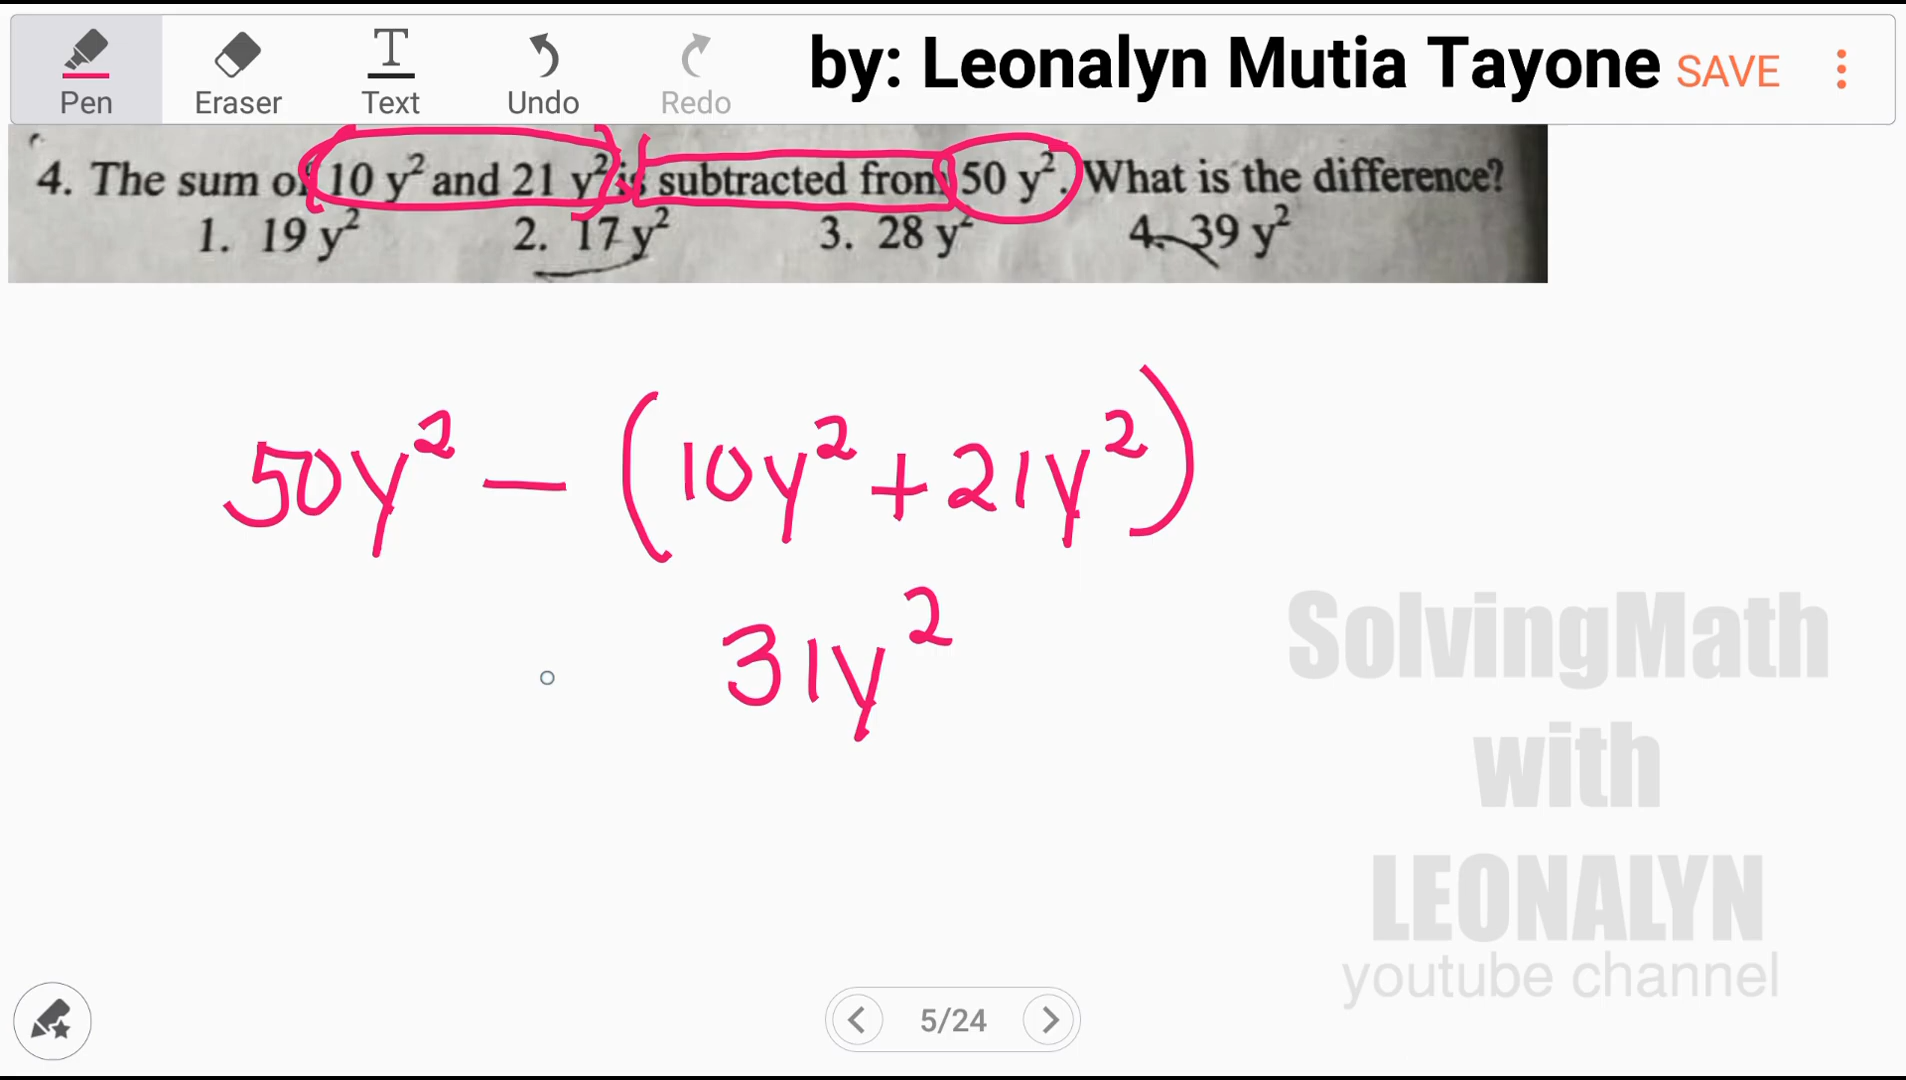 Pen Eraser Text Undo Redo by: Leonalyn Mutia Tayone SAVE
4. The sum of 10 y² and 21 y² is subtracted from 50 y². What is the difference?
1. 19 y² 2. 17 y² 3. 28 y² 4. 39 y²
50y² − (10y² + 21y²)
31y²
SolvingMath
with
LEONALYN
youtube channel
5/24